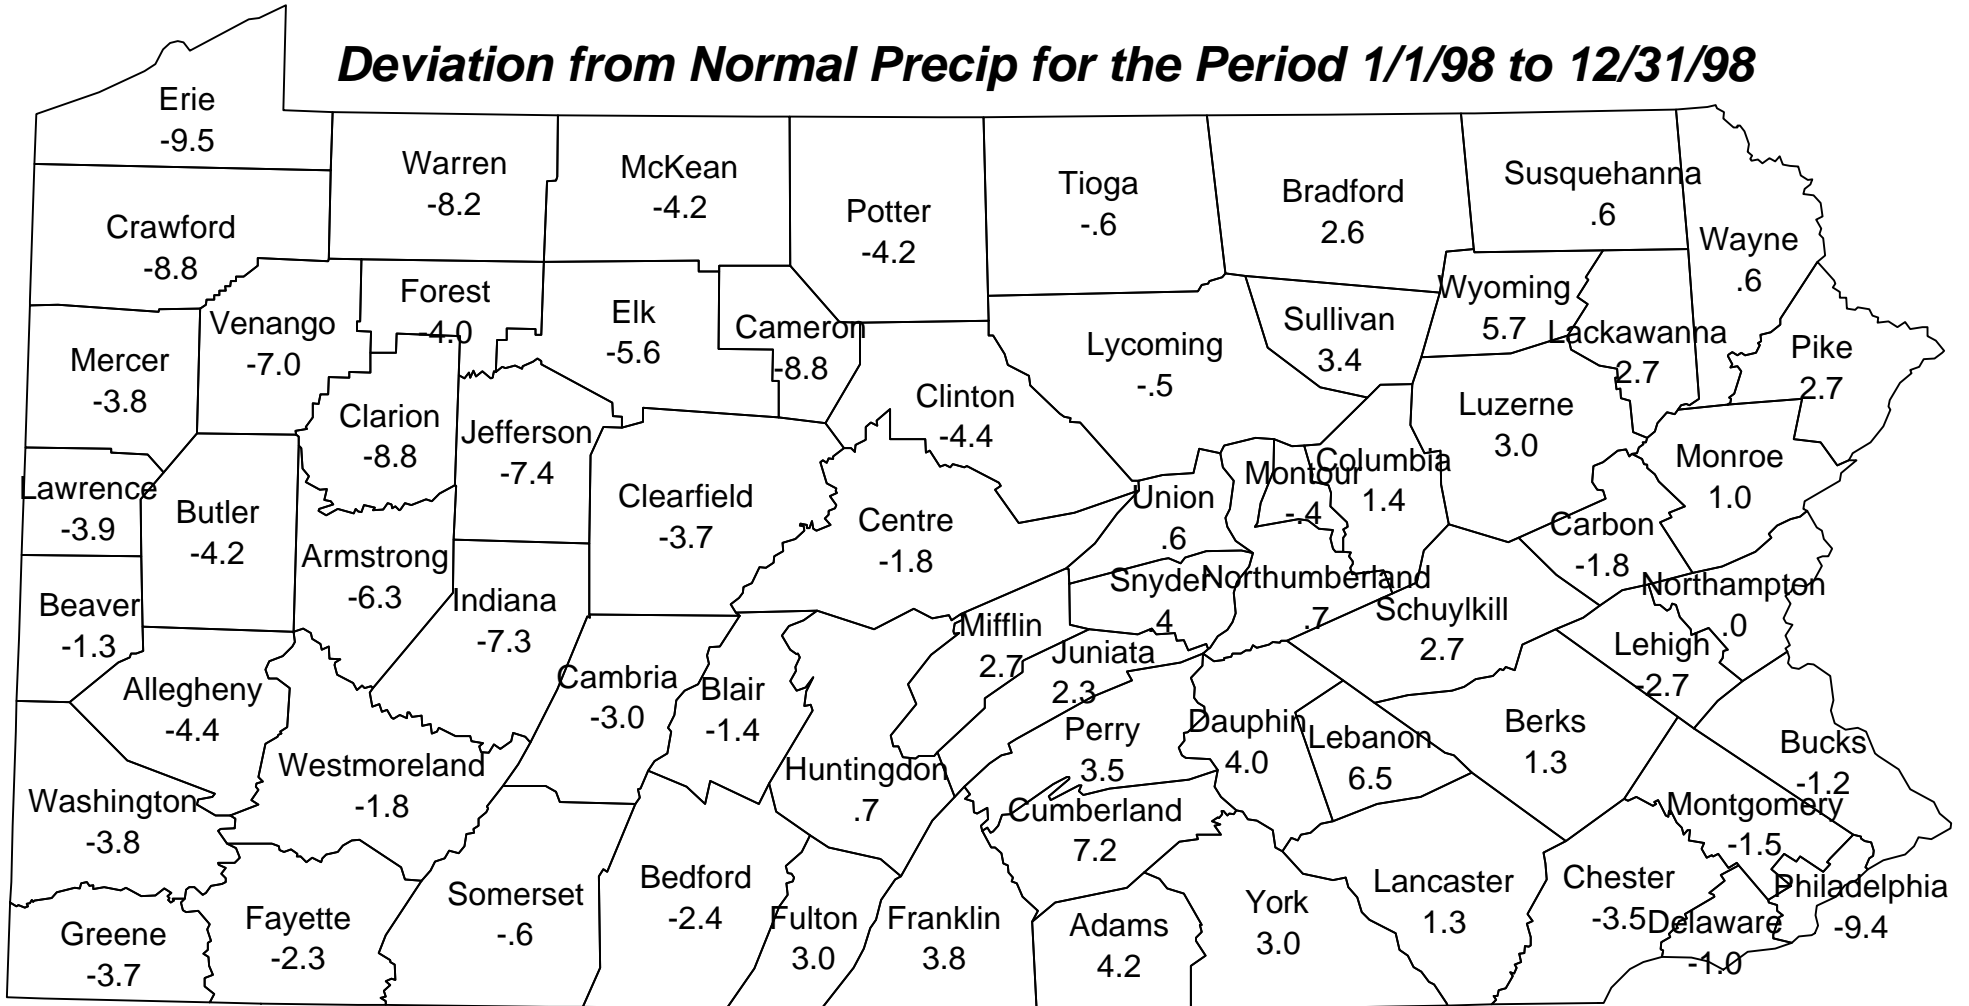 Deviation from Normal Precip for the Period 1/1/98 to 12/31/98
Erie
-9.5
Warren
-8.2
McKean
-4.2
Potter
-4.2
Tioga
-.6
Bradford
2.6
Susquehanna
.6
Wayne
.6
Crawford
-8.8
Venango
-7.0
Forest
-4.0
Elk
-5.6
Cameron
-8.8
Lycoming
-.5
Sullivan
3.4
Wyoming
5.7
Lackawanna
2.7
Pike
2.7
Mercer
-3.8
Clarion
-8.8
Jefferson
-7.4
Clinton
-4.4
Luzerne
3.0
Monroe
1.0
Lawrence
-3.9
Butler
-4.2
Armstrong
-6.3
Clearfield
-3.7
Centre
-1.8
Union
.6
Montour
-.4
Columbia
1.4
Carbon
-1.8
Beaver
-1.3
Indiana
-7.3
Mifflin
2.7
Snyder
.4
Northumberland
.7
Schuylkill
2.7
Northampton
.0
Lehigh
-2.7
Allegheny
-4.4
Cambria
-3.0
Blair
-1.4
Juniata
2.3
Perry
3.5
Dauphin
4.0
Lebanon
6.5
Berks
1.3
Bucks
-1.2
Westmoreland
-1.8
Huntingdon
.7
Washington
-3.8
Cumberland
7.2
Montgomery
-1.5
Greene
-3.7
Fayette
-2.3
Somerset
-.6
Bedford
-2.4
Fulton
3.0
Franklin
3.8
Adams
4.2
York
3.0
Lancaster
1.3
Chester
-3.5
Delaware
-1.0
Philadelphia
-9.4